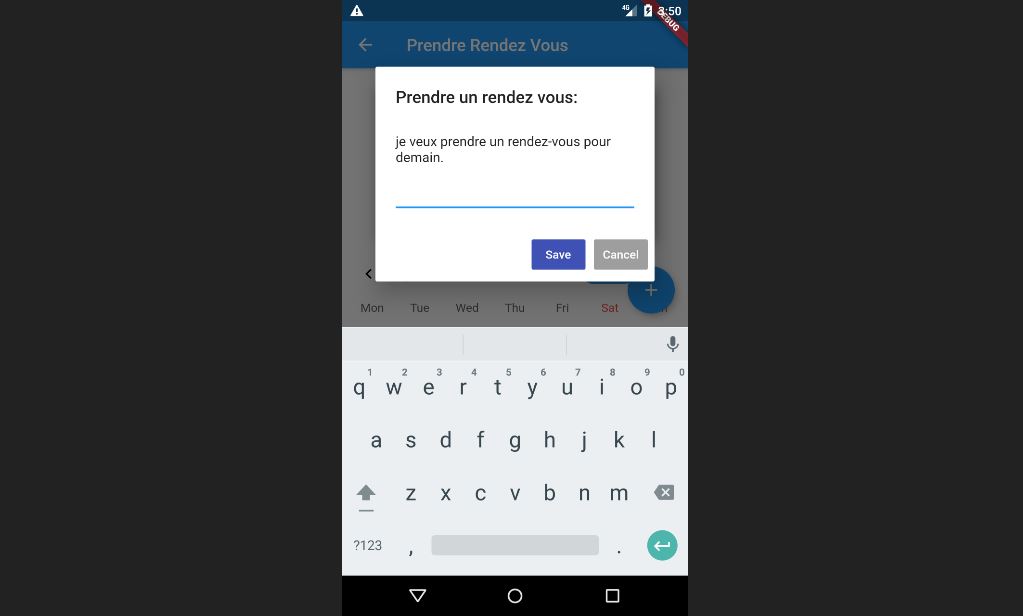 4G 3:50
DEBUG
Prendre Rendez Vous
Prendre un rendez vous:
je veux prendre un rendez-vous pour
demain.
Save Cancel
+
Mon Tue Wed Thu Fri Sat
1 2 3 4 5 6 7 8 9 0
q w e r t y u i o p
a s d f g h j k l
z x c v b n m
?123 , .